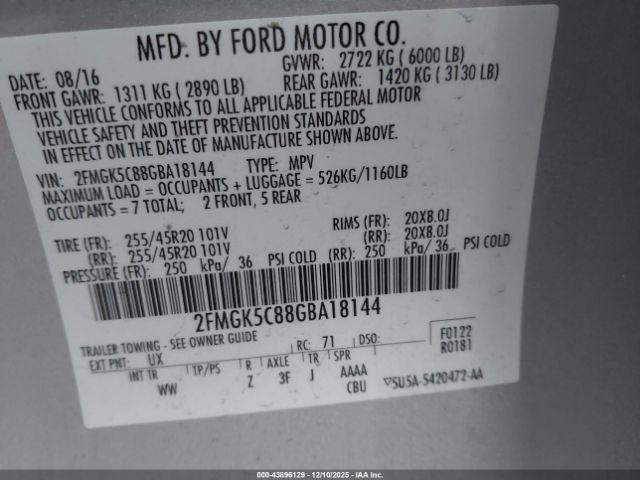 MFD. BY FORD MOTOR CO.
DATE: 08/16 GVWR: 2722 KG ( 6000 LB)
FRONT GAWR: 1311 KG ( 2890 LB) REAR GAWR: 1420 KG ( 3130 LB)
THIS VEHICLE CONFORMS TO ALL APPLICABLE FEDERAL MOTOR
VEHICLE SAFETY AND THEFT PREVENTION STANDARDS
IN EFFECT ON THE DATE OF MANUFACTURE SHOWN ABOVE.
VIN: 2FMGK5C88GBA18144 TYPE: MPV
MAXIMUM LOAD = OCCUPANTS + LUGGAGE = 526KG/1160LB
OCCUPANTS = 7 TOTAL; 2 FRONT, 5 REAR
TIRE (FR): 255/45R20 101V RIMS (FR): 20X8.0J
(RR): 255/45R20 101V (RR): 20X8.0J
PRESSURE (FR): 250 kPa/ 36 PSI COLD (RR): 250 kPa/ 36 PSI COLD
2FMGK5C88GBA18144
TRAILER TOWING - SEE OWNER GUIDE RC: 71 DSO: F0122
EXT PNT: UX R0181
INT TR TP/PS R AXLE TR SPR
WW Z 3F J AAAA
CBU ▽5U5A-5420472-AA
000-43896129 - 12/10/2025 - IAA Inc.